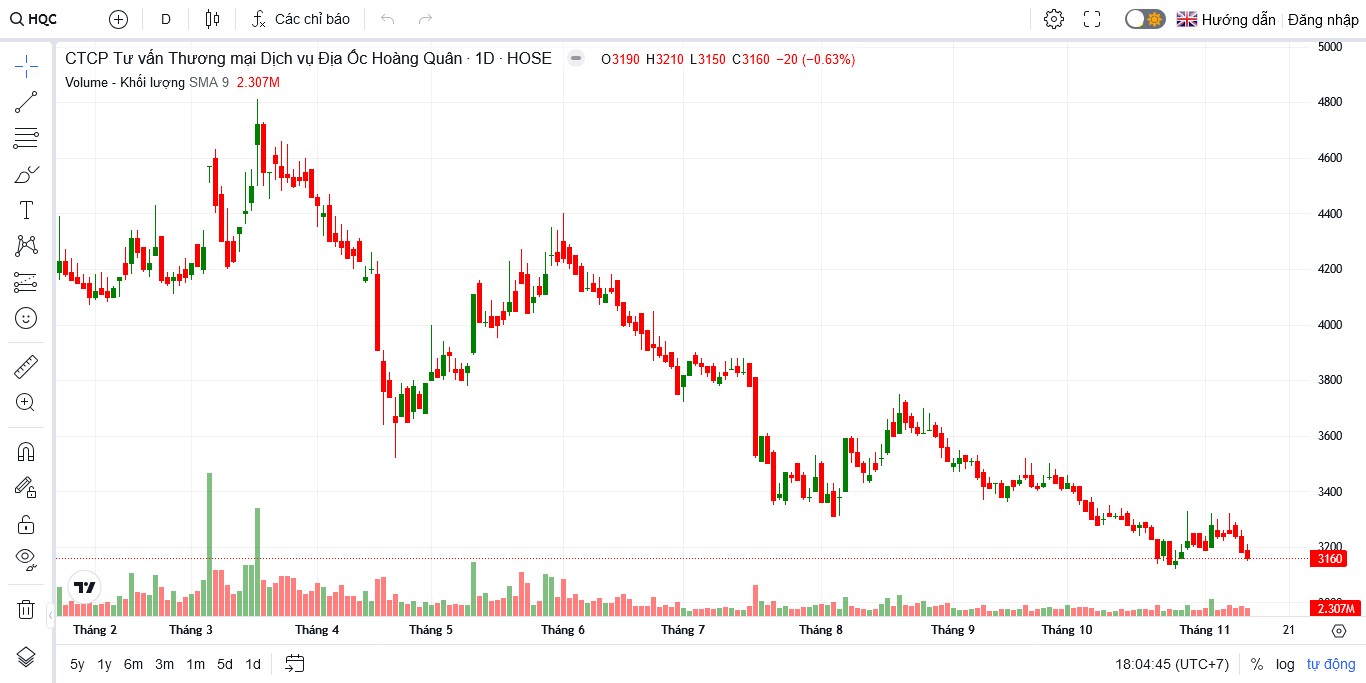 HQC D Các chỉ báo Hướng dẫn Đăng nhập
CTCP Tư vấn Thương mại Dịch vụ Địa Ốc Hoàng Quân · 1D · HOSE O3190 H3210 L3150 C3160 −20 (−0.63%)
Volume - Khối lượng SMA 9 2.307M
5000
4800
4600
4400
4200
4000
3800
3600
3400
3200
3160
2.307M
Tháng 2 Tháng 3 Tháng 4 Tháng 5 Tháng 6 Tháng 7 Tháng 8 Tháng 9 Tháng 10 Tháng 11 21
5y 1y 6m 3m 1m 5d 1d 18:04:45 (UTC+7) % log tự động